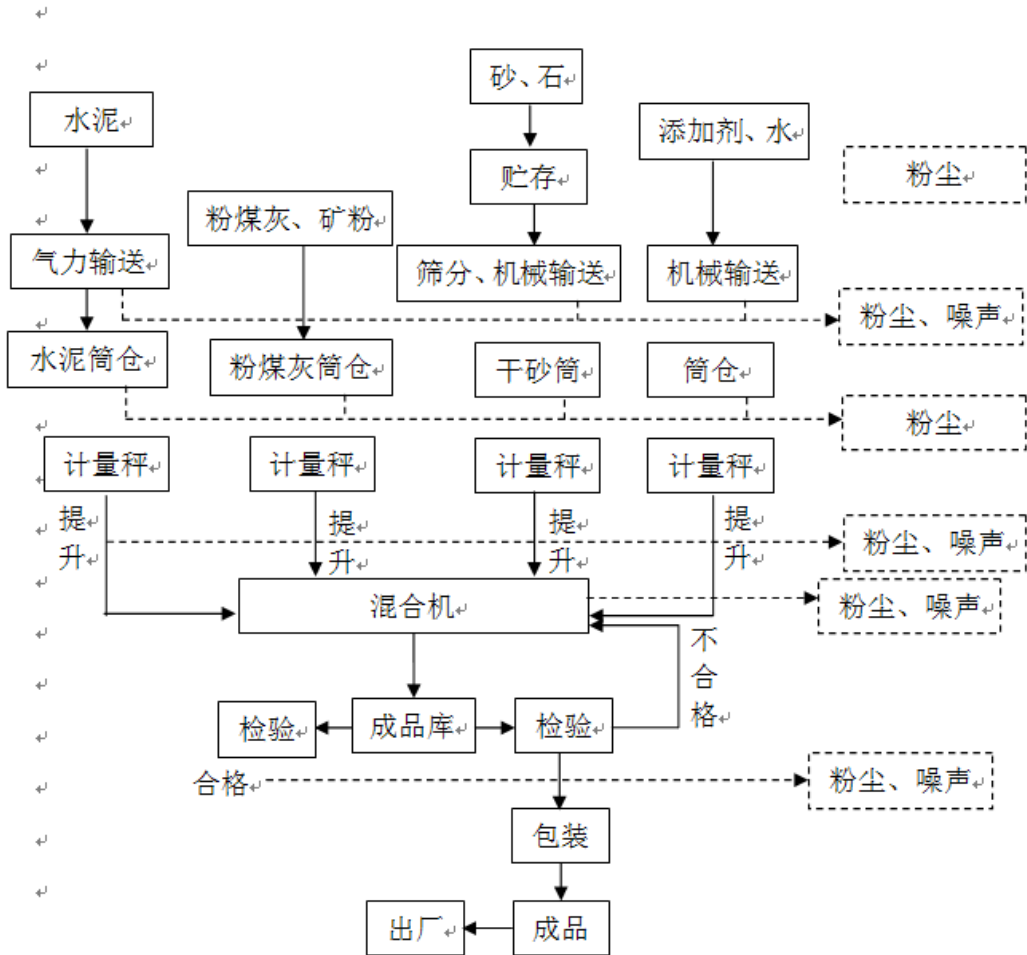 砂、石
水泥
添加剂、水
贮存
粉尘
粉煤灰、矿粉
气力输送
筛分、机械输送
机械输送
粉尘、噪声
水泥筒仓
粉煤灰筒仓
干砂筒
筒仓
粉尘
计量秤
计量秤
计量秤
计量秤
提
升
提
升
提
升
提
升
粉尘、噪声
混合机
粉尘、噪声
不
合
格
检验
成品库
检验
合格
粉尘、噪声
包装
出厂
成品